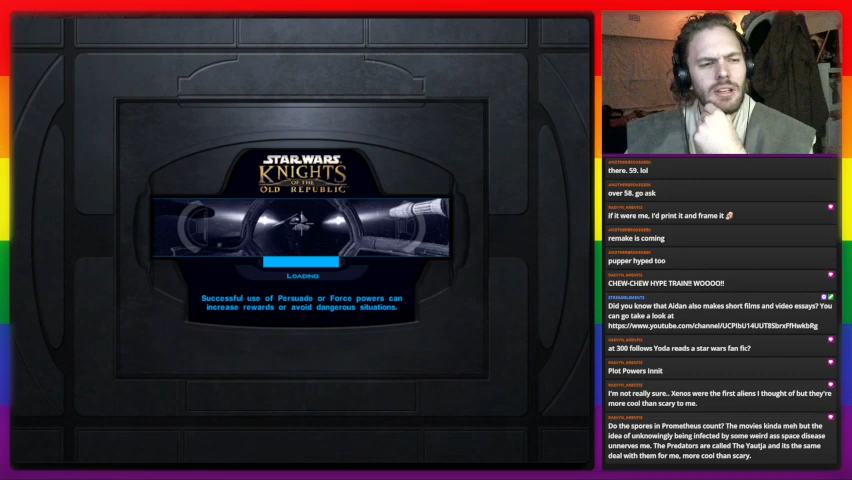 STAR WARS
KNIGHTS
OF THE
OLD REPUBLIC
LOADING
Successful use of Persuade or Force powers can
increase rewards or avoid dangerous situations.
there. 59. lol
over 58. go ask
if it were me, I'd print it and frame it
remake is coming
pupper hyped too
CHEW-CHEW HYPE TRAIN!! WOOOO!!
STREAMELEMENTS
Did you know that Aidan also makes short films and video essays? You
can go take a look at
at 300 follows Yoda reads a star wars fan fic?
Plot Powers Innit
I'm not really sure.. Xenos were the first aliens I thought of but they're
more cool than scary to me.
Do the spores in Prometheus count? The movies kinda meh but the
idea of unknowingly being infected by some weird ass space disease
unnerves me. The Predators are called The Yautja and its the same
deal with them for me, more cool than scary.